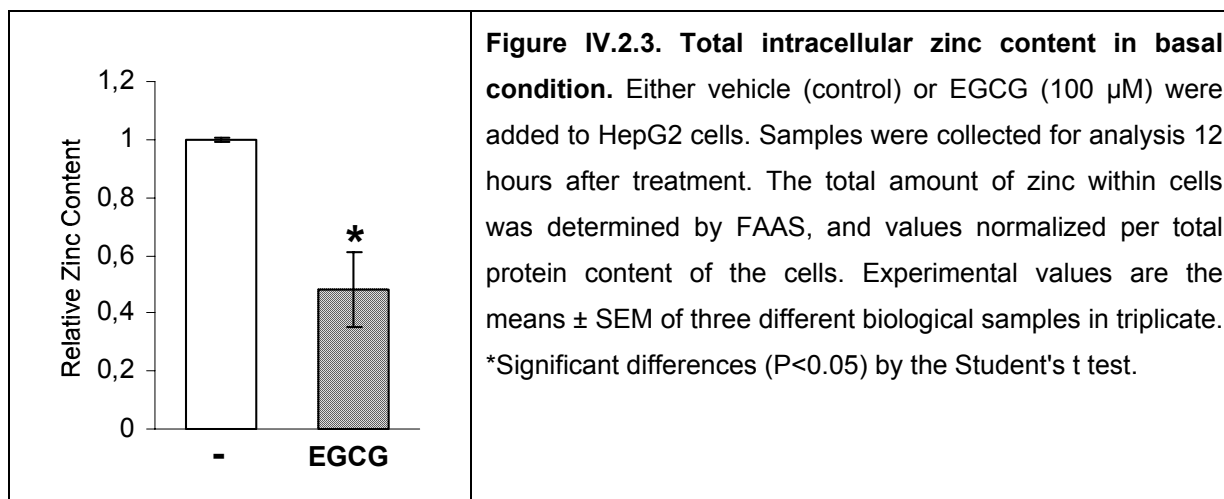 1,2
1
0,8
0,6
0,4
0,2
0
Relative Zinc Content
*
-
EGCG
Figure IV.2.3. Total intracellular zinc content in basal
condition. Either vehicle (control) or EGCG (100 µM) were
added to HepG2 cells. Samples were collected for analysis 12
hours after treatment. The total amount of zinc within cells
was determined by FAAS, and values normalized per total
protein content of the cells. Experimental values are the
means ± SEM of three different biological samples in triplicate.
*Significant differences (P<0.05) by the Student's t test.